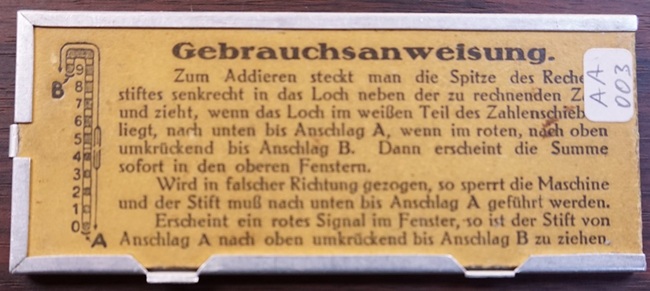 Gebrauchsanweisung.
Zum Addieren steckt man die Spitze des
stiftes senkrecht in das Loch neben der zu rechnenden
und zieht, wenn das Loch im weißen Teil des
liegt, nach unten bis Anschlag A, wenn im roten, nach oben
umkrückend bis Anschlag B. Dann erscheint die Summe
sofort in den oberen Fenstern.
Wird in falscher Richtung gezogen, so sperrt die Maschine
und der Stift muß nach unten bis Anschlag A geführt werden.
Erscheint ein rotes Signal im Fenster, so ist der Stift von
Anschlag A nach oben umkrückend bis Anschlag B zu ziehen.
B
9
8
7
6
5
4
3
2
1
0
A
AA
003